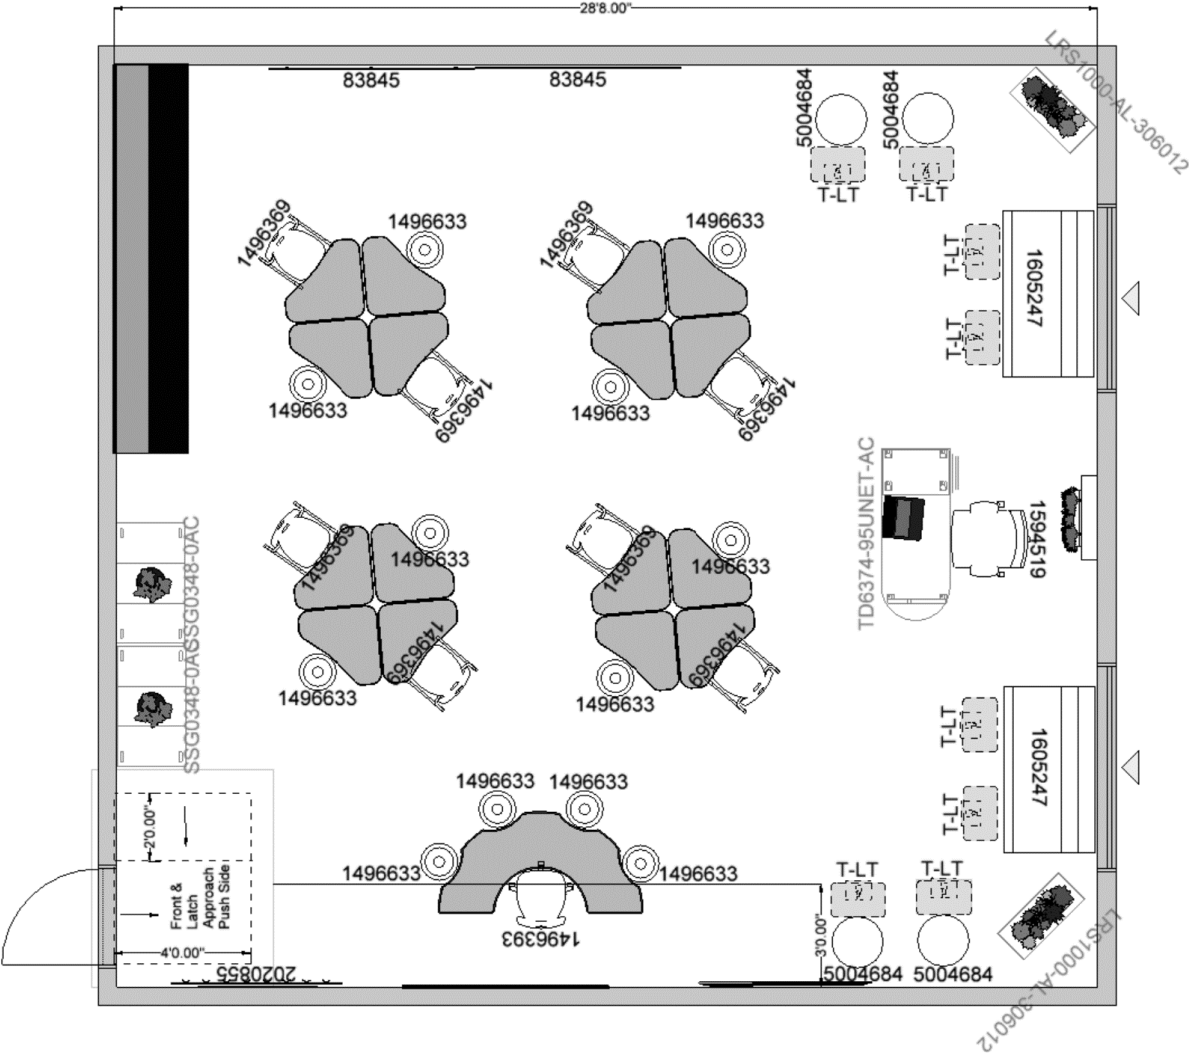 28'8.00"
83845
83845
5004684
5004684
LRS1000-AL-306012
T-LT
T-LT
1496369
1496633
1496369
1496633
T-LT
1605247
T-LT
1496633
1496369
1496633
1496369
TD6374-95UNET-AC
1594519
SSG0348-0AC
SSG0348-0AC
1496369
1496633
1496369
1496633
1496633
1496369
1496633
1496369
T-LT
1605247
T-LT
1496633
1496633
2'0.00"
1496633
1496633
T-LT
T-LT
Front &
Latch
Approach
Push Side
4'0.00"
1496393
3'0.00"
2020855
5004684
5004684
LRS1000-AL-306012